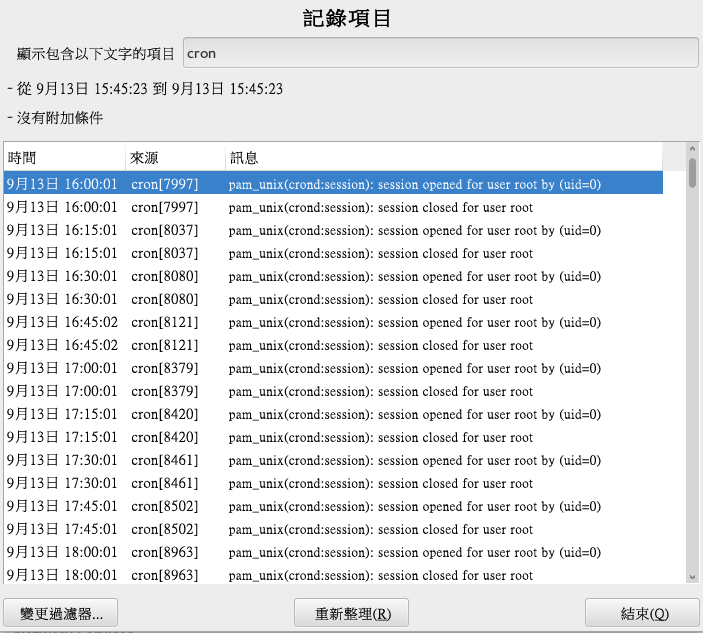 記錄項目
顯示包含以下文字的項目 cron
- 從 9月13日 15:45:23 到 9月13日 15:45:23
- 沒有附加條件
時間 來源 訊息
9月13日 16:00:01 cron[7997] pam_unix(crond:session): session opened for user root by (uid=0)
9月13日 16:00:01 cron[7997] pam_unix(crond:session): session closed for user root
9月13日 16:15:01 cron[8037] pam_unix(crond:session): session opened for user root by (uid=0)
9月13日 16:15:01 cron[8037] pam_unix(crond:session): session closed for user root
9月13日 16:30:01 cron[8080] pam_unix(crond:session): session opened for user root by (uid=0)
9月13日 16:30:01 cron[8080] pam_unix(crond:session): session closed for user root
9月13日 16:45:02 cron[8121] pam_unix(crond:session): session opened for user root by (uid=0)
9月13日 16:45:02 cron[8121] pam_unix(crond:session): session closed for user root
9月13日 17:00:01 cron[8379] pam_unix(crond:session): session opened for user root by (uid=0)
9月13日 17:00:01 cron[8379] pam_unix(crond:session): session closed for user root
9月13日 17:15:01 cron[8420] pam_unix(crond:session): session opened for user root by (uid=0)
9月13日 17:15:01 cron[8420] pam_unix(crond:session): session closed for user root
9月13日 17:30:01 cron[8461] pam_unix(crond:session): session opened for user root by (uid=0)
9月13日 17:30:01 cron[8461] pam_unix(crond:session): session closed for user root
9月13日 17:45:01 cron[8502] pam_unix(crond:session): session opened for user root by (uid=0)
9月13日 17:45:01 cron[8502] pam_unix(crond:session): session closed for user root
9月13日 18:00:01 cron[8963] pam_unix(crond:session): session opened for user root by (uid=0)
9月13日 18:00:01 cron[8963] pam_unix(crond:session): session closed for user root
變更過濾器... 重新整理(R) 結束(Q)